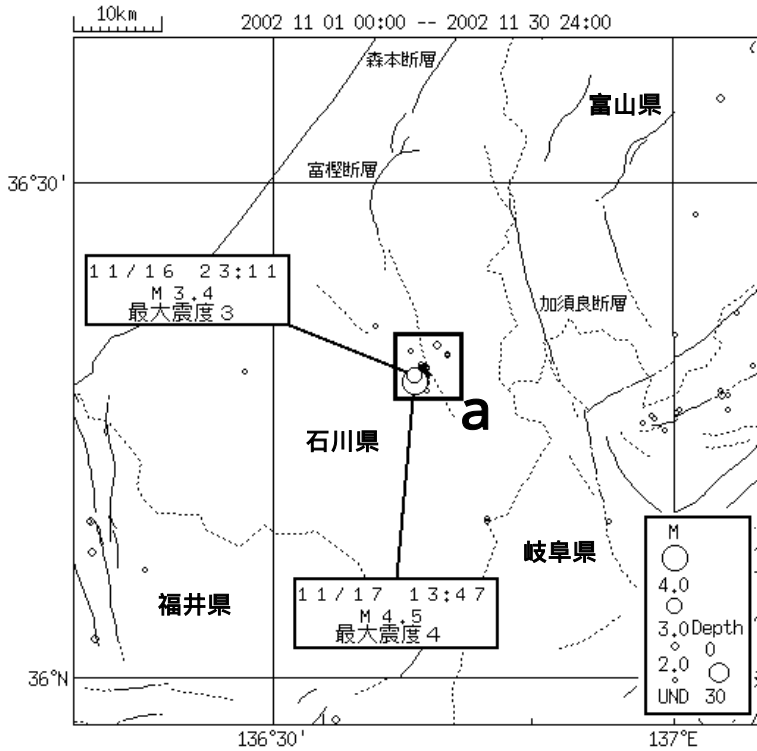 10km
2002 11 01 00:00 -- 2002 11 30 24:00
森本断層
富山県
富樫断層
36°30'
11/16 23:11
M3.4
最大震度3
加須良断層
a
石川県
岐阜県
福井県
11/17 13:47
M4.5
最大震度4
M
4.0
3.0 Depth
0
2.0
UND 30
36°N
136°30'
137°E